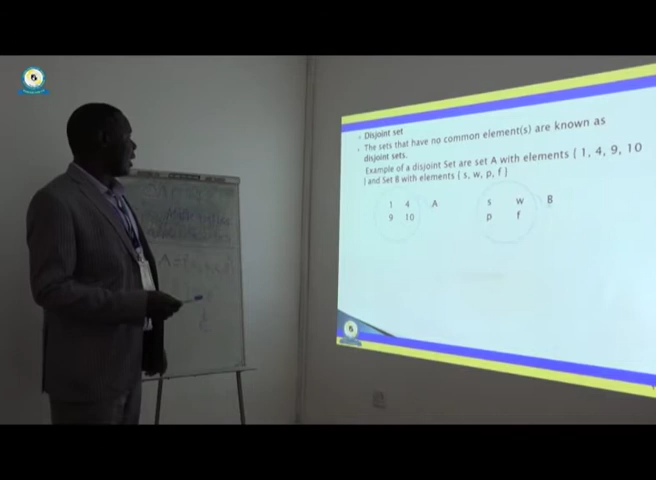 Disjoint set
The sets that have no common element(s) are known as
disjoint sets.
Example of a disjoint Set are set A with elements { 1, 4, 9, 10
} and Set B with elements { s, w, p, f }
1 4 A
9 10
s w B
p f